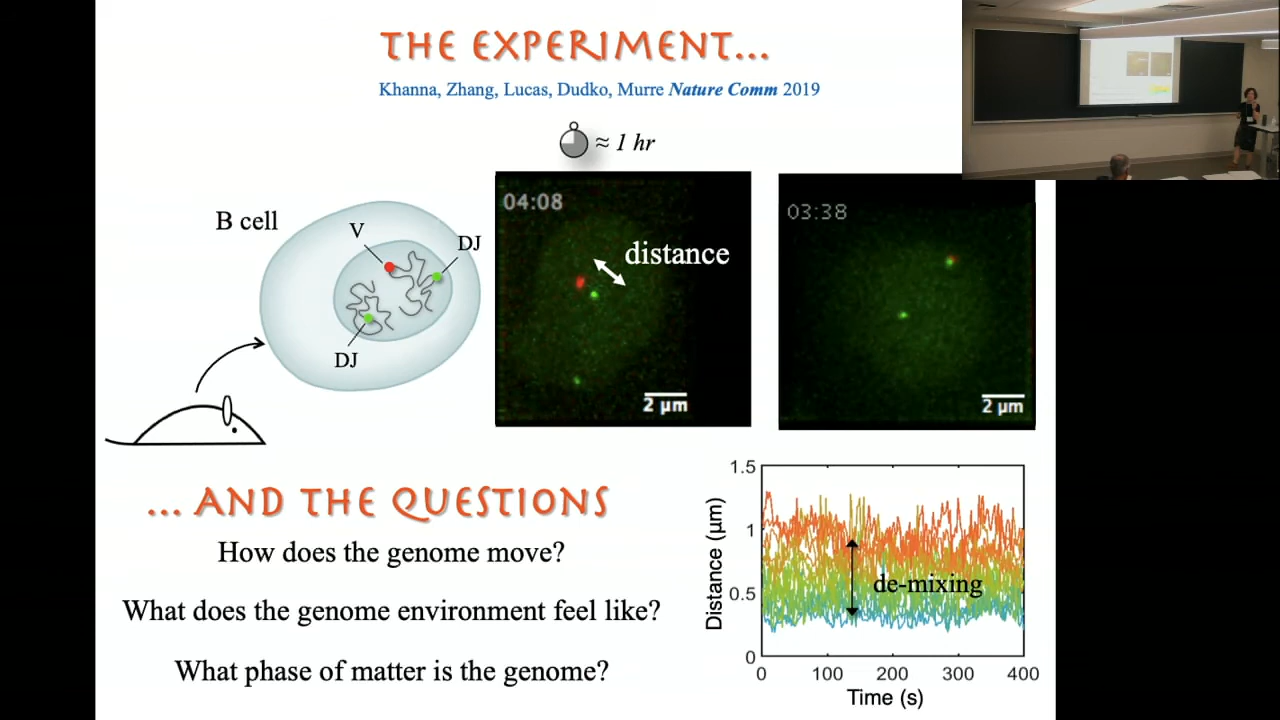 THE EXPERIMENT...
Khanna, Zhang, Lucas, Dudko, Murre Nature Comm 2019
≈ 1 hr
B cell
V
DJ
DJ
04:08
distance
2 μm
03:38
2 μm
... AND THE QUESTIONS
How does the genome move?
What does the genome environment feel like?
What phase of matter is the genome?
1.5
1
0.5
0
Distance (μm)
de-mixing
0 100 200 300 400
Time (s)